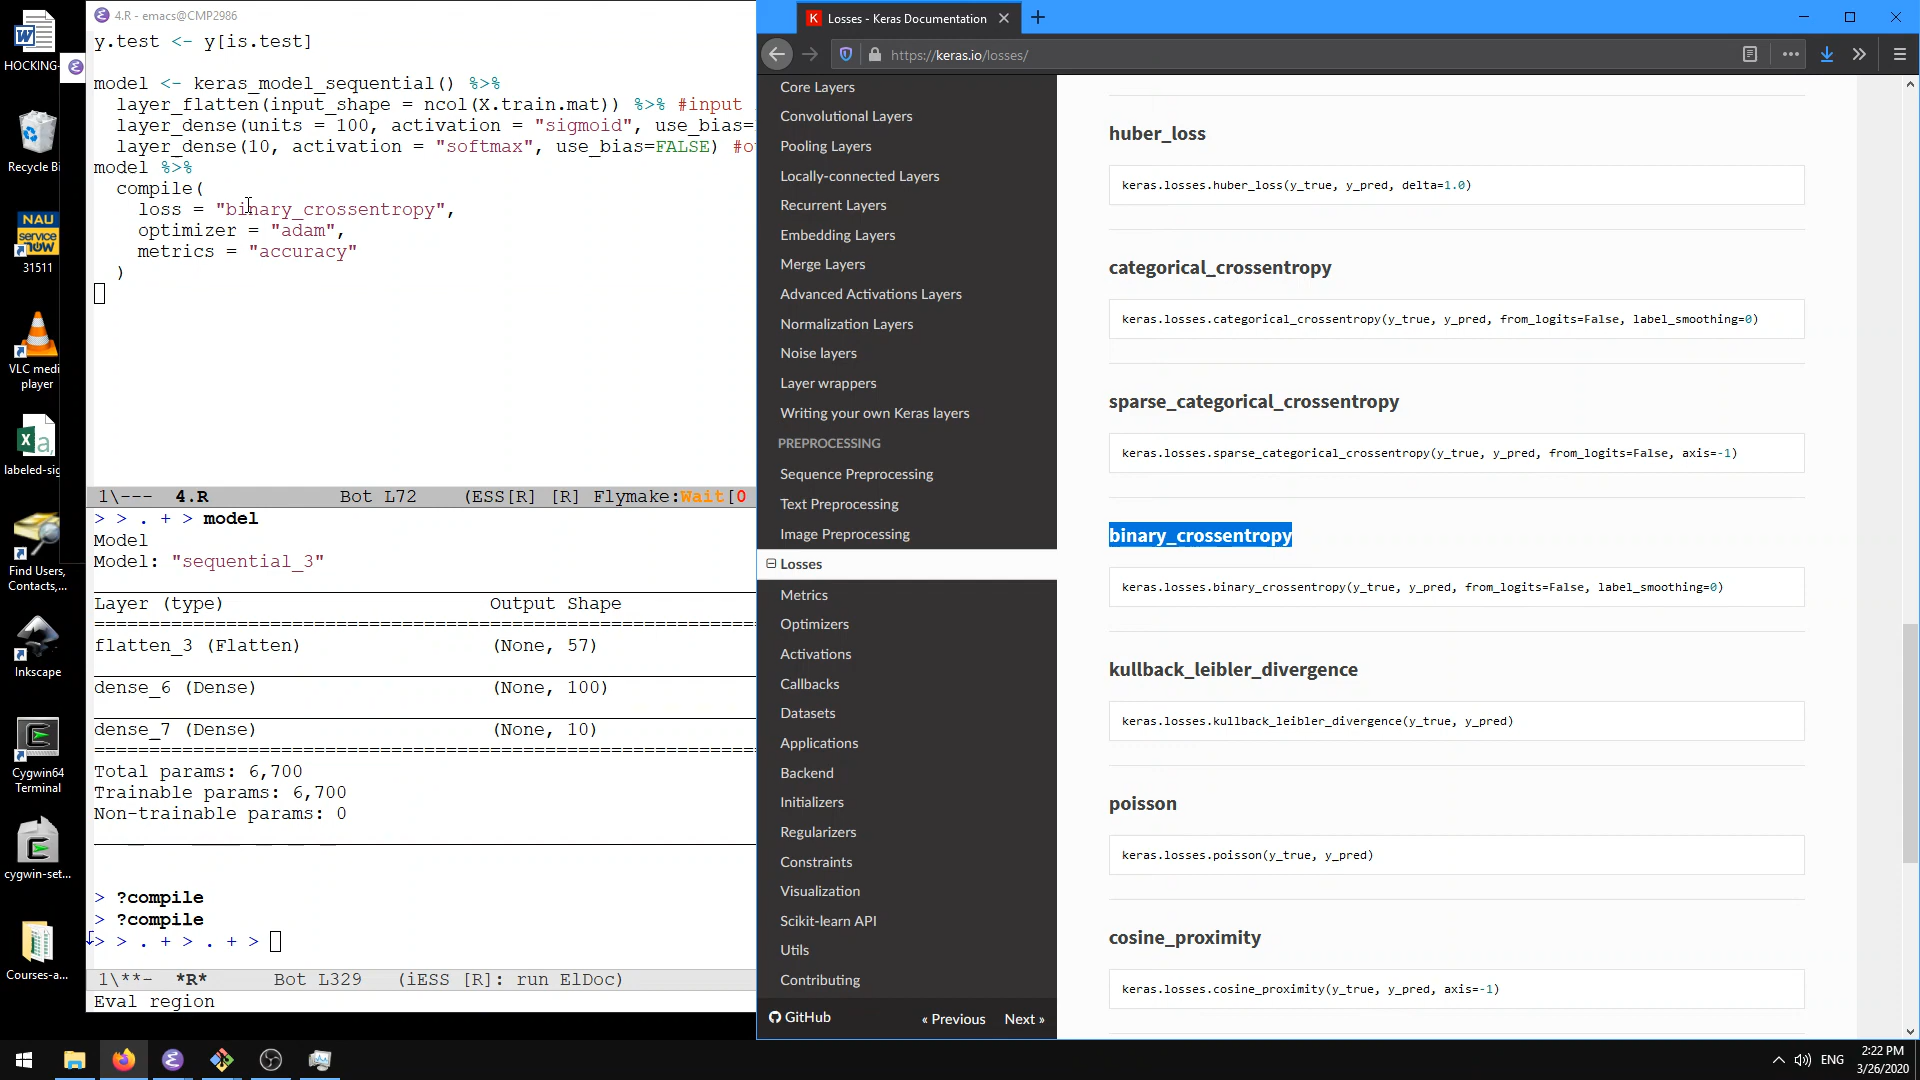 HOCKING-
Recycle Bi
NAU
service
now
31511
VLC medi
player
labeled-sig
Find Users,
Contacts,...
Inkscape
Cygwin64
Terminal
cygwin-set...
Courses-a...
4.R - emacs@CMP2986
y.test <- y[is.test]
model <- keras_model_sequential() %>%
layer_flatten(input_shape = ncol(X.train.mat)) %>% #input
layer_dense(units = 100, activation = "sigmoid", use_bias=
layer_dense(10, activation = "softmax", use_bias=FALSE) #o
model %>%
compile(
loss = "binary_crossentropy",
optimizer = "adam",
metrics = "accuracy"
)
1\--- 4.R Bot L72 (ESS[R] [R] Flymake:Wait[0
> > . + > model
Model
Model: "sequential_3"
Layer (type) Output Shape
flatten_3 (Flatten) (None, 57)
dense_6 (Dense) (None, 100)
dense_7 (Dense) (None, 10)
Total params: 6,700
Trainable params: 6,700
Non-trainable params: 0
> ?compile
> ?compile
> > . + > . + >
1\**- *R* Bot L329 (iESS [R]: run ElDoc)
Eval region
Losses - Keras Documentation
https://keras.io/losses/
Core Layers
Convolutional Layers
Pooling Layers
Locally-connected Layers
Recurrent Layers
Embedding Layers
Merge Layers
Advanced Activations Layers
Normalization Layers
Noise layers
Layer wrappers
Writing your own Keras layers
PREPROCESSING
Sequence Preprocessing
Text Preprocessing
Image Preprocessing
Losses
Metrics
Optimizers
Activations
Callbacks
Datasets
Applications
Backend
Initializers
Regularizers
Constraints
Visualization
Scikit-learn API
Utils
Contributing
GitHub « Previous Next »
huber_loss
keras.losses.huber_loss(y_true, y_pred, delta=1.0)
categorical_crossentropy
keras.losses.categorical_crossentropy(y_true, y_pred, from_logits=False, label_smoothing=0)
sparse_categorical_crossentropy
keras.losses.sparse_categorical_crossentropy(y_true, y_pred, from_logits=False, axis=-1)
binary_crossentropy
keras.losses.binary_crossentropy(y_true, y_pred, from_logits=False, label_smoothing=0)
kullback_leibler_divergence
keras.losses.kullback_leibler_divergence(y_true, y_pred)
poisson
keras.losses.poisson(y_true, y_pred)
cosine_proximity
keras.losses.cosine_proximity(y_true, y_pred, axis=-1)
ENG
2:22 PM
3/26/2020